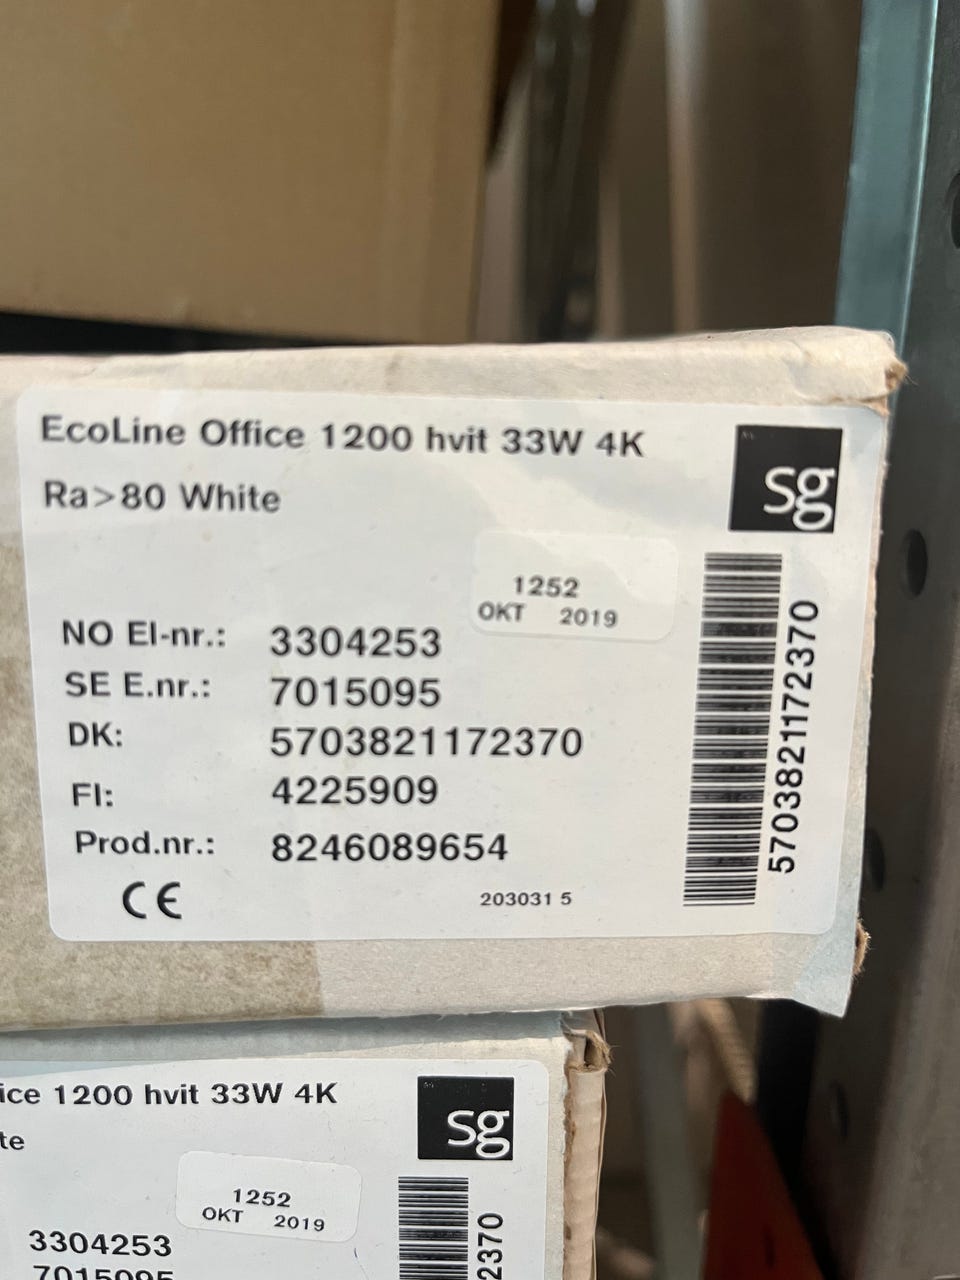 EcoLine Office 1200 hvit 33W 4K
Ra>80 White
sg
1252
OKT 2019
NO El-nr.: 3304253
SE E.nr.: 7015095
DK: 5703821172370
FI: 4225909
Prod.nr.: 8246089654
CE
203031 5
5703821172370
ice 1200 hvit 33W 4K
te
sg
1252
OKT 2019
3304253
7015095
2370